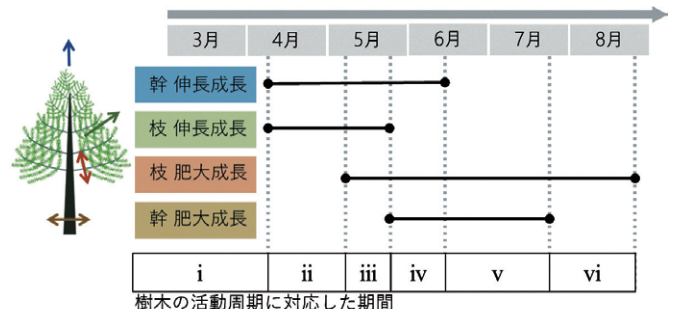 3月 4月 5月 6月 7月 8月
幹 伸長成長
枝 伸長成長
枝 肥大成長
幹 肥大成長
i ii iii iv v vi
樹木の活動周期に対応した期間